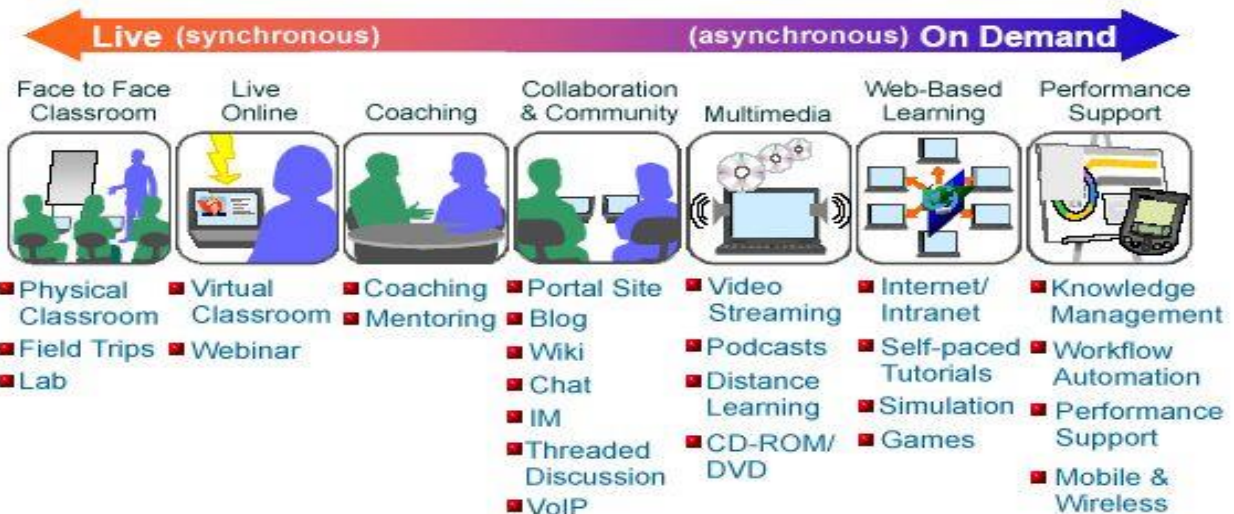 Live (synchronous)
(asynchronous) On Demand
Face to Face
Classroom
Live
Online
Coaching
Collaboration
& Community
Multimedia
Web-Based
Learning
Performance
Support
Physical
Classroom
Field Trips
Lab
Virtual
Classroom
Webinar
Coaching
Mentoring
Portal Site
Blog
Wiki
Chat
IM
Threaded
Discussion
VoIP
Video
Streaming
Podcasts
Distance
Learning
CD-ROM/
DVD
Internet/
Intranet
Self-paced
Tutorials
Simulation
Games
Knowledge
Management
Workflow
Automation
Performance
Support
Mobile &
Wireless